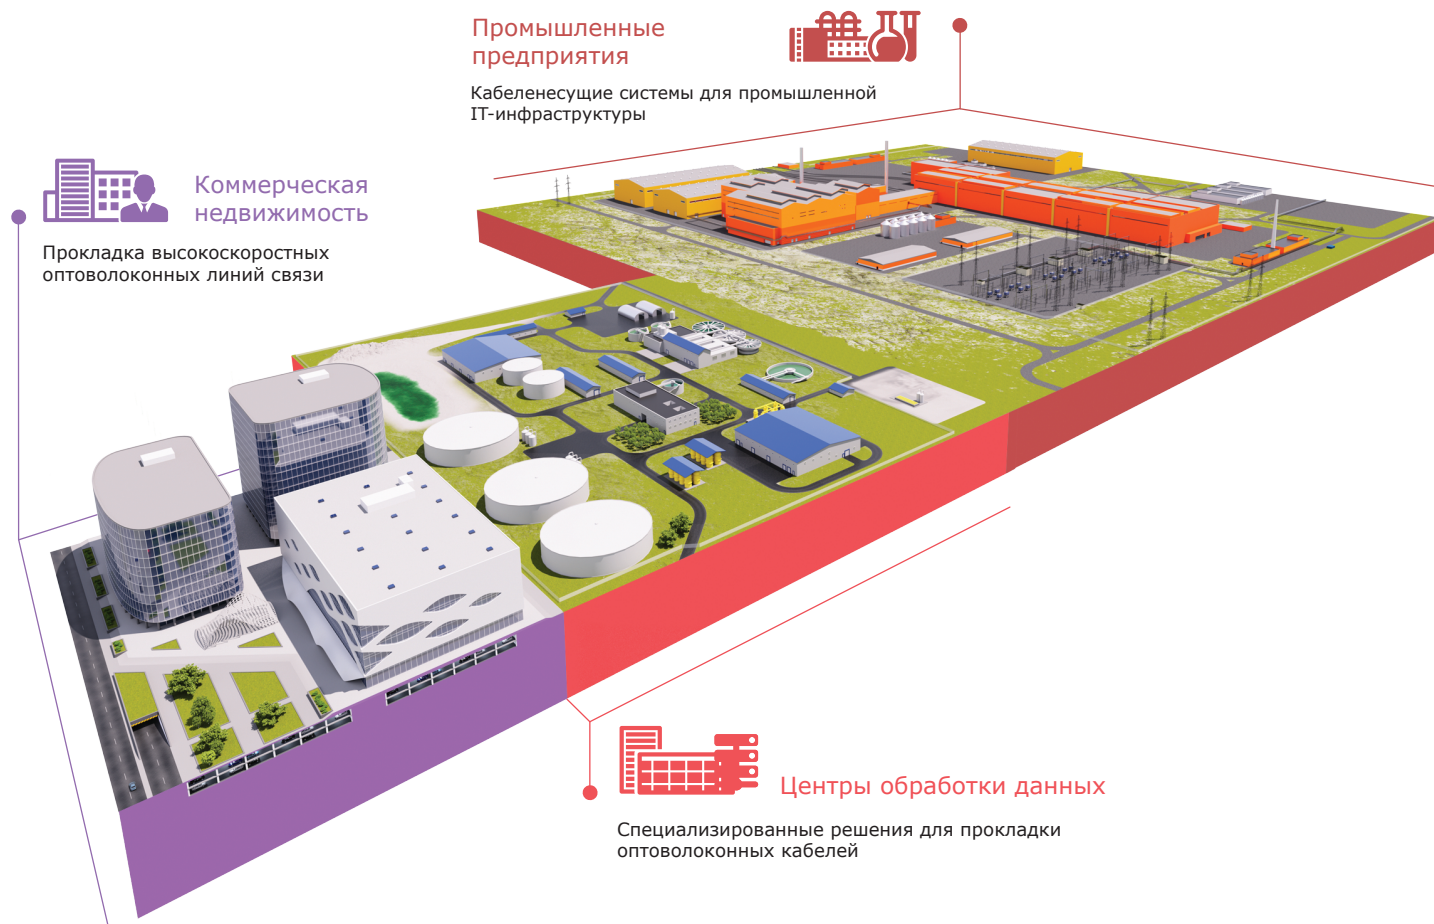 Промышленные
предприятия
Кабеленесущие системы для промышленной
IT-инфраструктуры
Коммерческая
недвижимость
Прокладка высокоскоростных
оптоволоконных линий связи
Центры обработки данных
Специализированные решения для прокладки
оптоволоконных кабелей